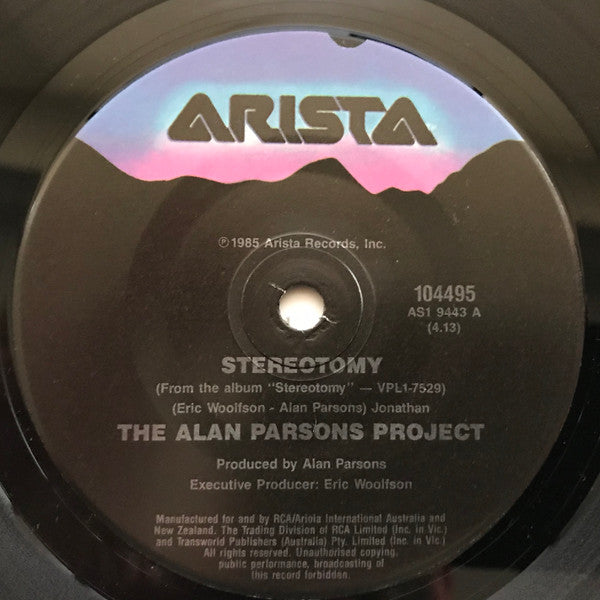 ARISTA
℗ 1985 Arista Records, Inc.
104495
AS1 9443 A
(4.13)
STEREOTOMY
(From the album "Stereotomy" — VPL1-7529)
(Eric Woolfson - Alan Parsons) Jonathan
THE ALAN PARSONS PROJECT
Produced by Alan Parsons
Executive Producer: Eric Woolfson
Manufactured for and by RCA/Ariola International Australia and
New Zealand. The Trading Division of RCA Limited (Inc. in Vic.)
and Transworld Publishers (Australia) Pty. Limited (Inc. in Vic.)
All rights reserved. Unauthorised copying,
public performance, broadcasting of
this record forbidden.